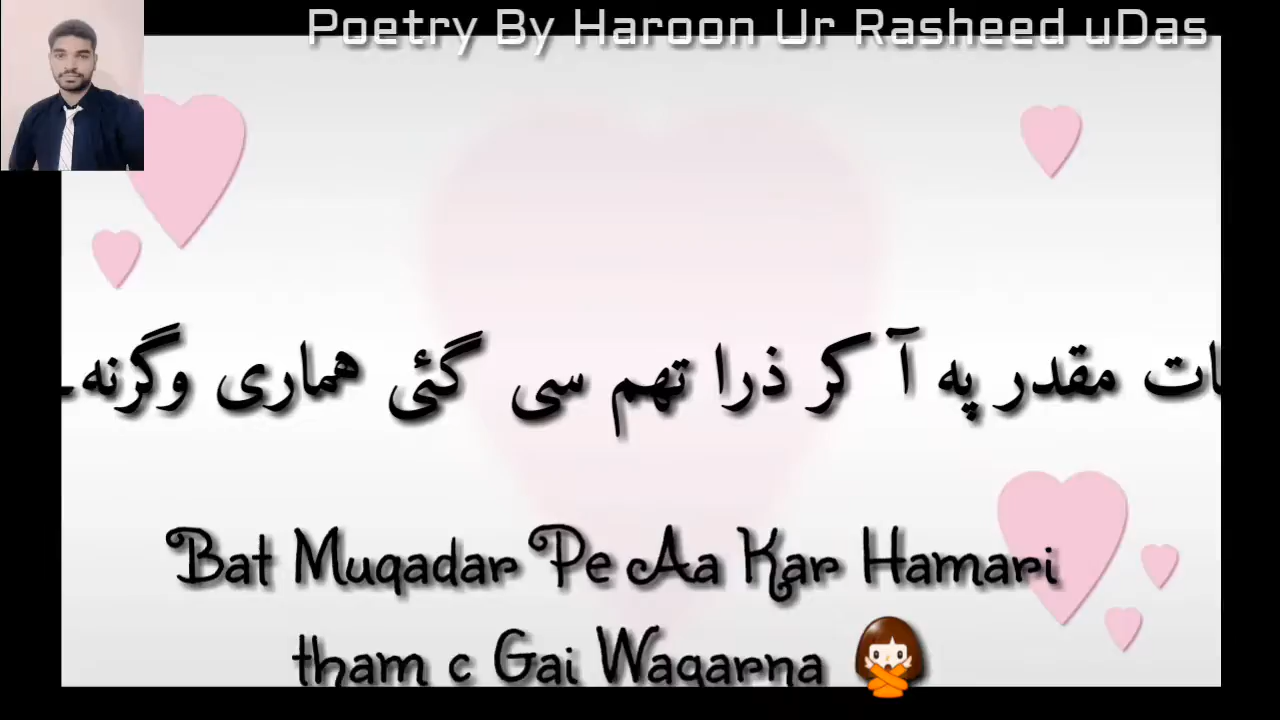 Poetry By Haroon Ur Rasheed uDas
مقدر پہ آ کر ذرا تھم سی گئی ہماری وگرنہ
Bat Muqadar Pe Aa Kar Hamari
tham c Gai Waqarna